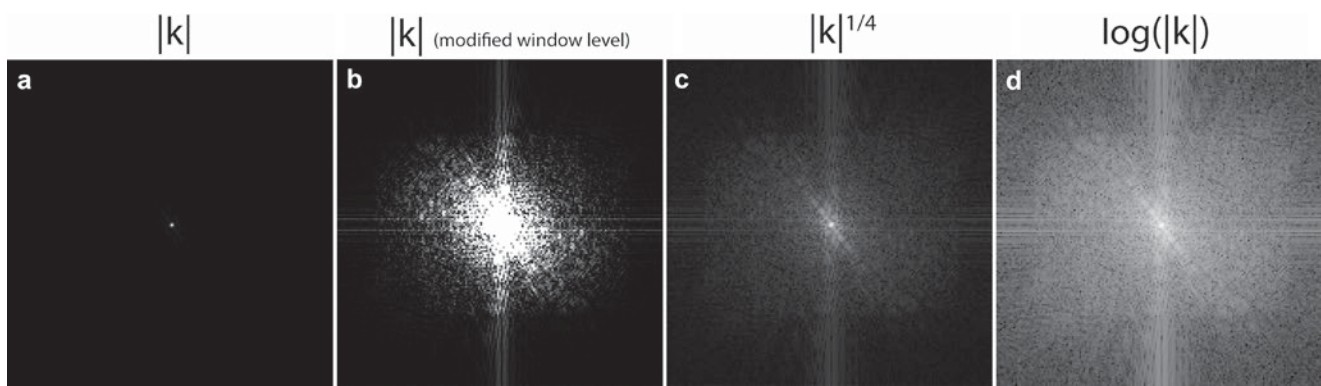 |k|
|k| (modified window level)
|k|1/4
log(|k|)
a
b
c
d